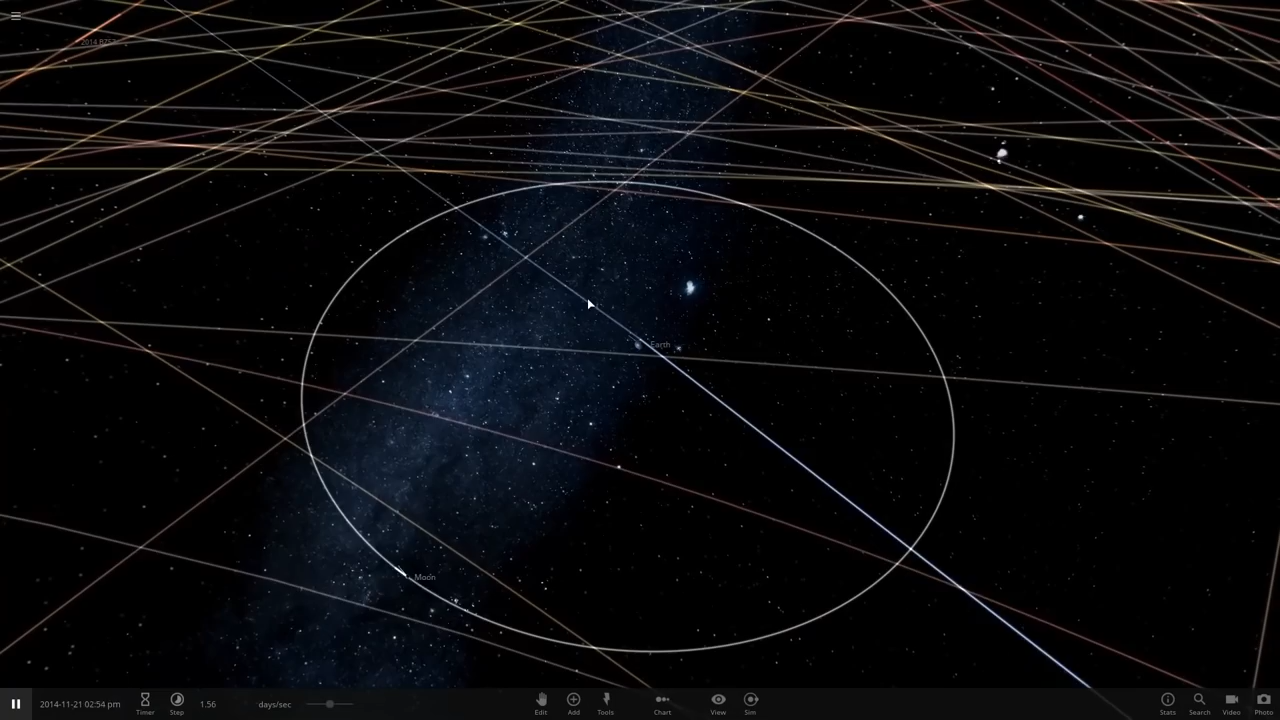 Earth
Moon
2014-11-21 02:54 pm
Timer
Step
1.56
days/sec
Edit
Add
Tools
Chart
View
Sim
Stats
Search
Video
Photo